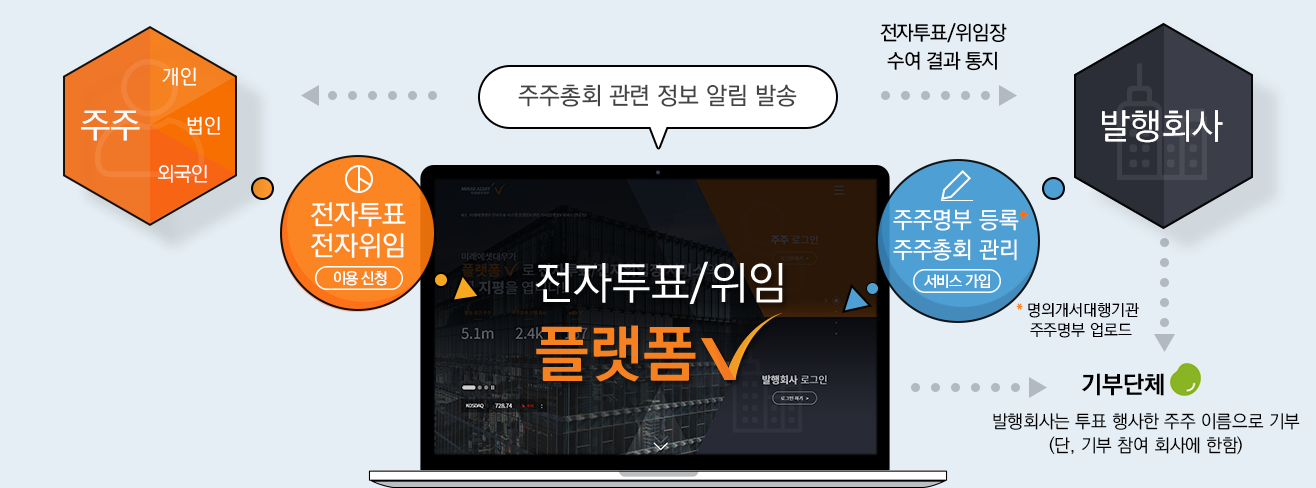 개인
주주
법인
외국인
전자투표
전자위임
이용 신청
주주총회 관련 정보 알림 발송
전자투표/위임장
수여 결과 통지
발행회사
주주명부 등록*
주주총회 관리
서비스 가입
* 명의개서대행기관
주주명부 업로드
MIRAE ASSET
주주 로그인
미래에셋대우가
플랫폼V로
지평을
전자투표/위임
플랫폼V
5.1m
2.4k
발행회사 로그인
로그인 하기 >
KOSDAQ 728.74
기부단체
발행회사는 투표 행사한 주주 이름으로 기부
(단, 기부 참여 회사에 한함)